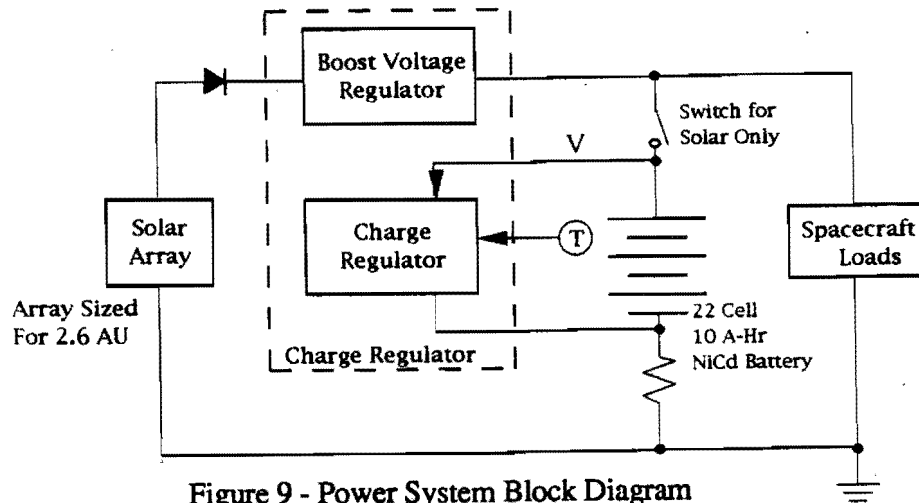 Boost Voltage
Regulator
Switch for
Solar Only
V
Solar
Array
Charge
Regulator
T
Spacecraft
Loads
Array Sized
For 2.6 AU
22 Cell
10 A-Hr
NiCd Battery
Charge Regulator
Figure 9 - Power System Block Diagram